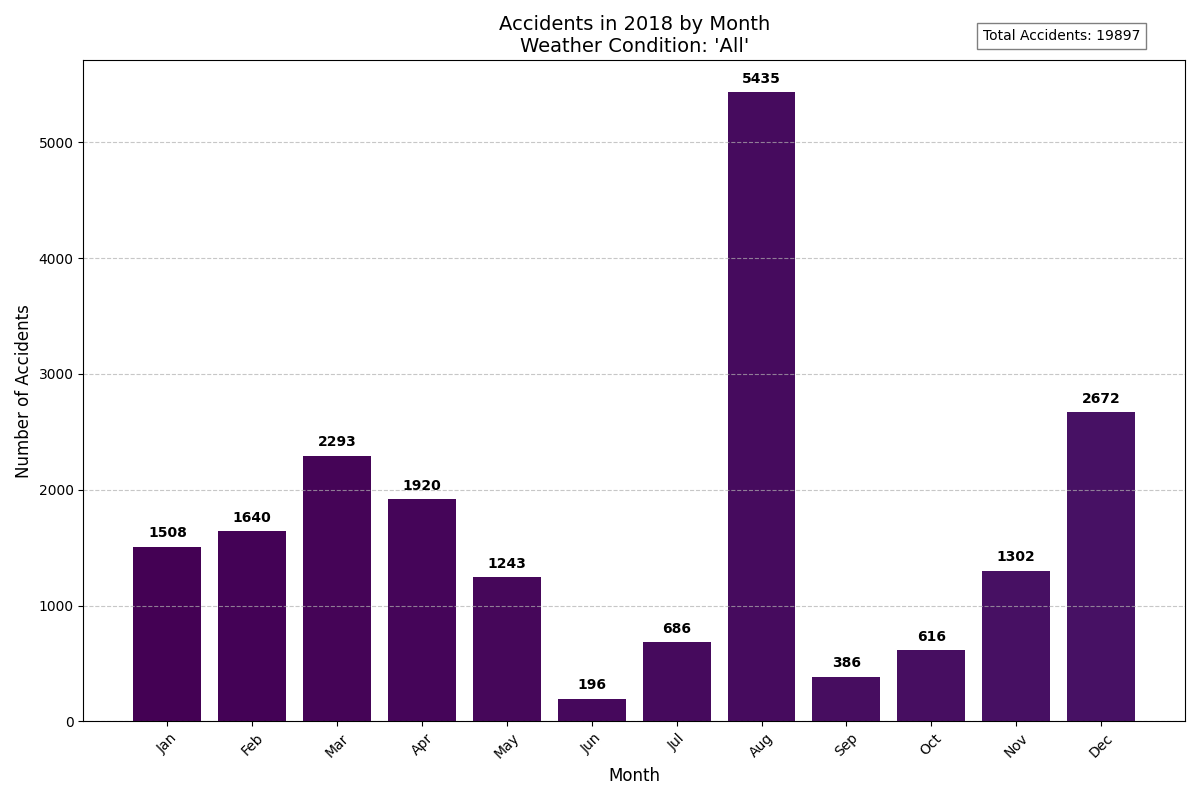 Accidents in 2018 by Month
Weather Condition: 'All'
Total Accidents: 19897
Number of Accidents
5000
4000
3000
2000
1000
0
1508
1640
2293
1920
1243
196
686
5435
386
616
1302
2672
Jan
Feb
Mar
Apr
May
Jun
Jul
Aug
Sep
Oct
Nov
Dec
Month